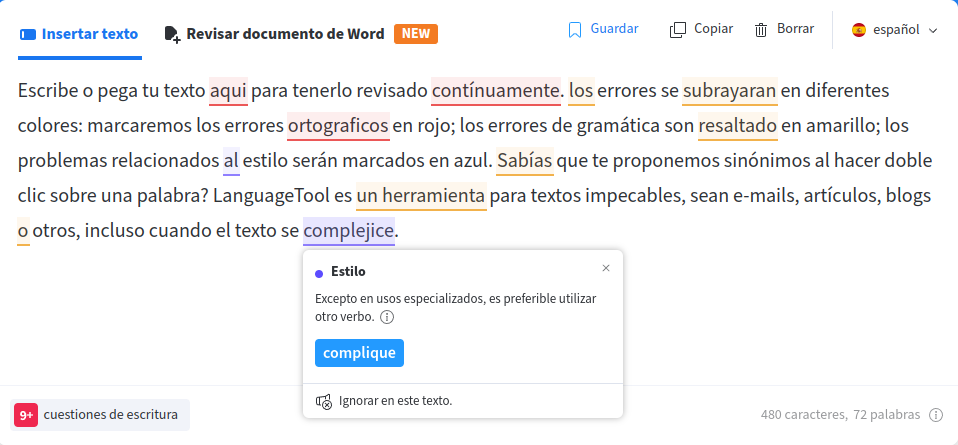 Insertar texto
Revisar documento de Word NEW
Guardar
Copiar
Borrar
español
Escribe o pega tu texto aqui para tenerlo revisado contínuamente. los errores se subrayaran en diferentes
colores: marcaremos los errores ortograficos en rojo; los errores de gramática son resaltado en amarillo; los
problemas relacionados al estilo serán marcados en azul. Sabías que te proponemos sinónimos al hacer doble
clic sobre una palabra? LanguageTool es un herramienta para textos impecables, sean e-mails, artículos, blogs
o otros, incluso cuando el texto se complejice.
Estilo
Excepto en usos especializados, es preferible utilizar
otro verbo.
complique
Ignorar en este texto.
9+ cuestiones de escritura
480 caracteres, 72 palabras